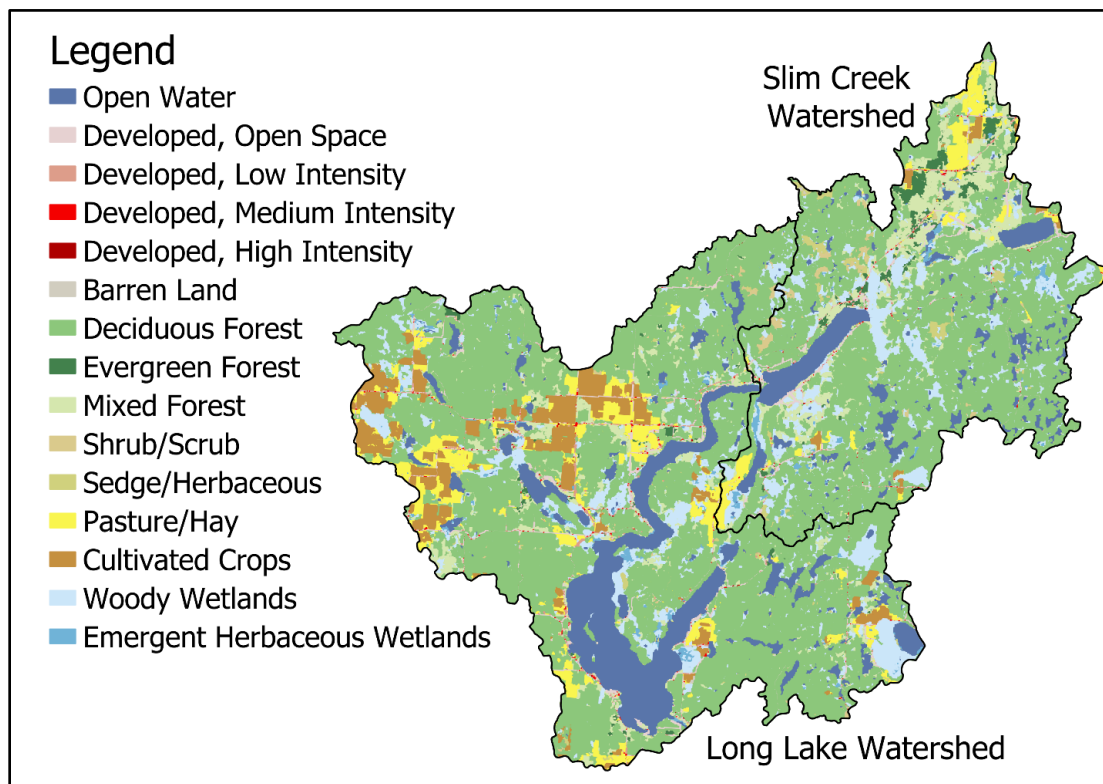 Legend
Open Water
Developed, Open Space
Developed, Low Intensity
Developed, Medium Intensity
Developed, High Intensity
Barren Land
Deciduous Forest
Evergreen Forest
Mixed Forest
Shrub/Scrub
Sedge/Herbaceous
Pasture/Hay
Cultivated Crops
Woody Wetlands
Emergent Herbaceous Wetlands
Slim Creek
Watershed
Long Lake Watershed